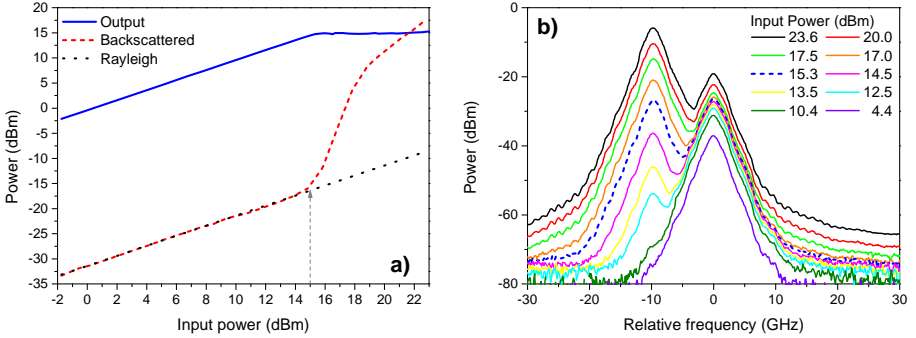 20
15
10
5
0
-5
-10
-15
-20
-25
-30
-35
Power (dBm)
Output
Backscattered
Rayleigh
a)
-2 0 2 4 6 8 10 12 14 16 18 20 22
Input power (dBm)
0
-20
-40
-60
-80
Power (dBm)
b)
Input Power (dBm)
23.6 20.0
17.5 17.0
15.3 14.5
13.5 12.5
10.4 4.4
-30 -20 -10 0 10 20 30
Relative frequency (GHz)